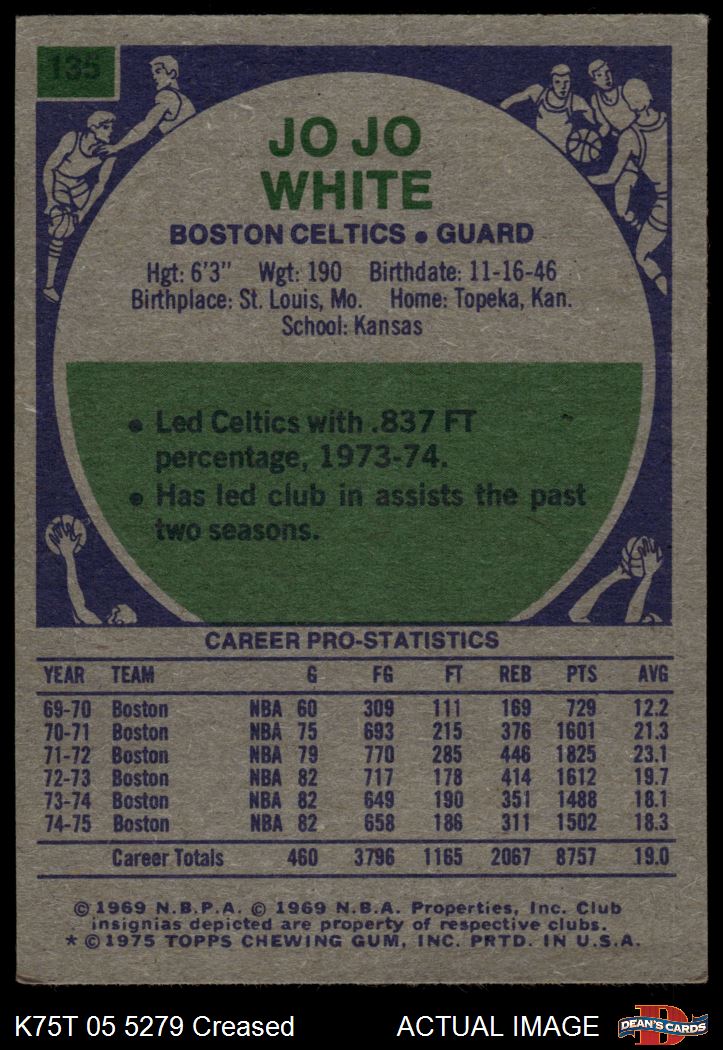 135
JO JO
WHITE
BOSTON CELTICS • GUARD
Hgt: 6'3" Wgt: 190 Birthdate: 11-16-46
Birthplace: St. Louis, Mo. Home: Topeka, Kan.
School: Kansas
• Led Celtics with .837 FT
percentage, 1973-74.
• Has led club in assists the past
two seasons.
CAREER PRO-STATISTICS
YEAR TEAM G FG FT REB PTS AVG
69-70 Boston NBA 60 309 111 169 729 12.2
70-71 Boston NBA 75 693 215 376 1601 21.3
71-72 Boston NBA 79 770 285 446 1825 23.1
72-73 Boston NBA 82 717 178 414 1612 19.7
73-74 Boston NBA 82 649 190 351 1488 18.1
74-75 Boston NBA 82 658 186 311 1502 18.3
Career Totals 460 3796 1165 2067 8757 19.0
© 1969 N.B.P.A. © 1969 N.B.A. Properties, Inc. Club
insignias depicted are property of respective clubs.
* © 1975 TOPPS CHEWING GUM, INC. PRTD. IN U.S.A.
K75T 05 5279 Creased ACTUAL IMAGE
D
DEAN'S CARDS